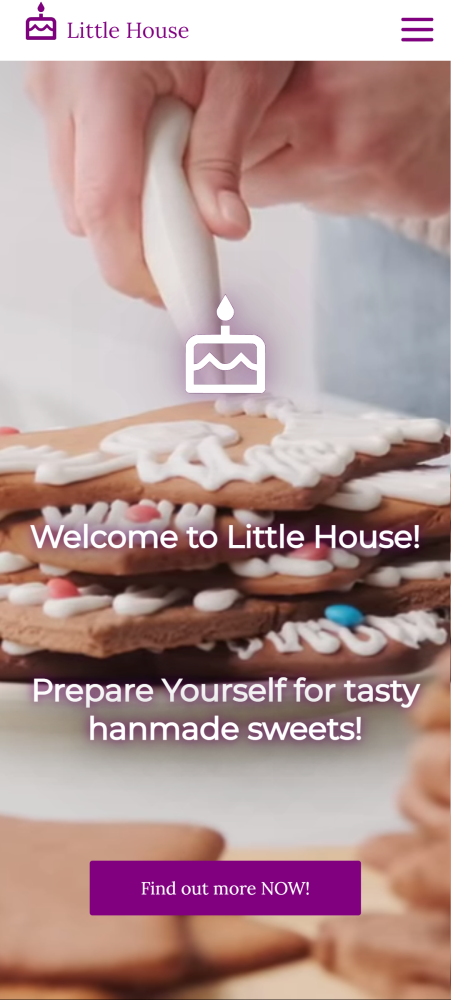 Little House
Welcome to Little House!
Prepare Yourself for tasty
hanmade sweets!
Find out more NOW!